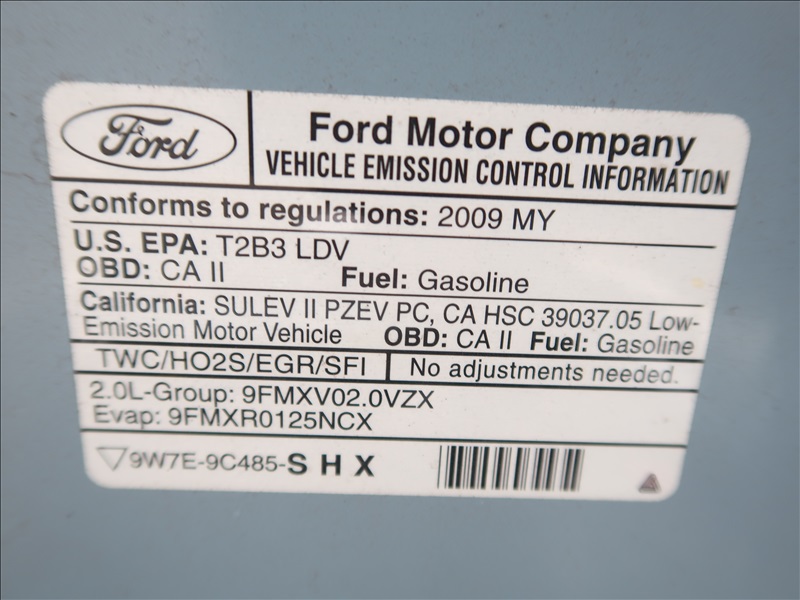 Ford
Ford Motor Company
VEHICLE EMISSION CONTROL INFORMATION
Conforms to regulations: 2009 MY
U.S. EPA: T2B3 LDV
OBD: CA II Fuel: Gasoline
California: SULEV II PZEV PC, CA HSC 39037.05 Low-
Emission Motor Vehicle OBD: CA II Fuel: Gasoline
TWC/HO2S/EGR/SFI No adjustments needed.
2.0L-Group: 9FMXV02.0VZX
Evap: 9FMXR0125NCX
9W7E-9C485-S H X